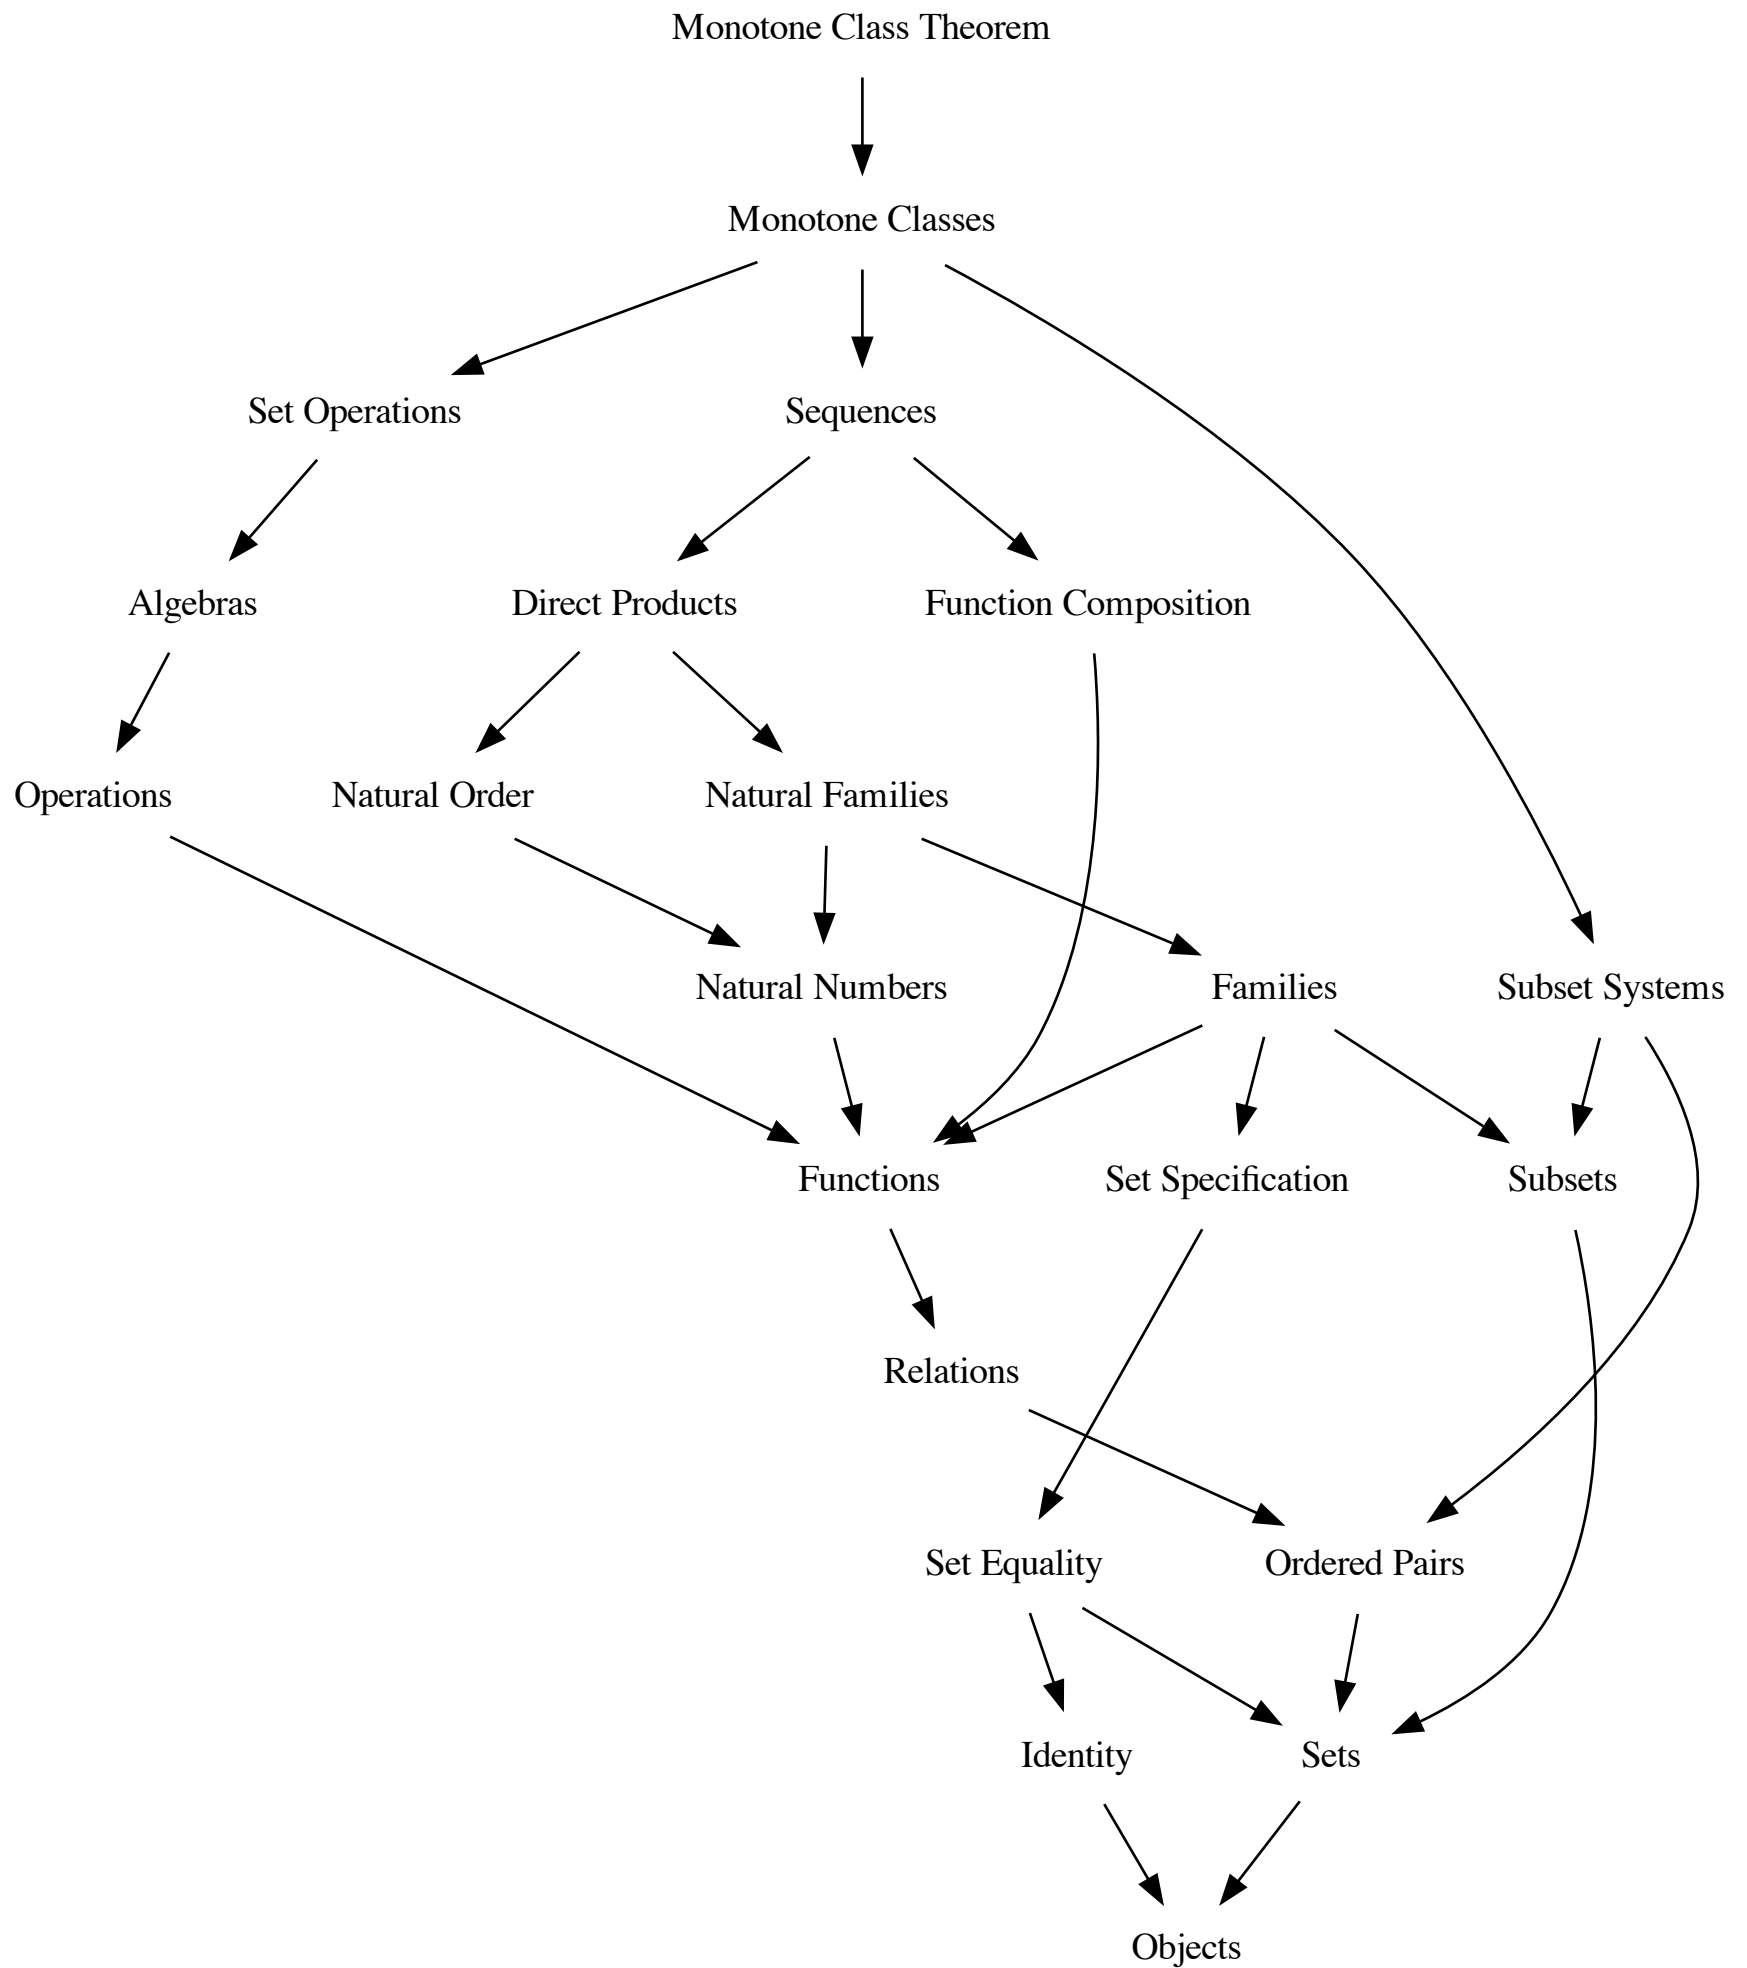 Monotone Class Theorem
Monotone Classes
Set Operations
Sequences
Algebras
Direct Products
Function Composition
Operations
Natural Order
Natural Families
Natural Numbers
Families
Subset Systems
Functions
Set Specification
Subsets
Relations
Set Equality
Ordered Pairs
Identity
Sets
Objects